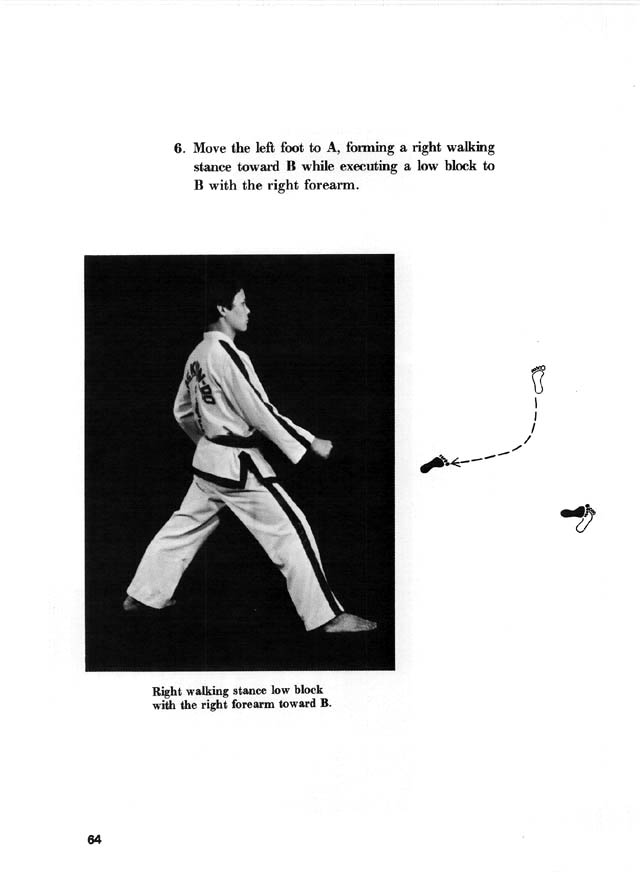 6. Move the left foot to A, forming a right walking
stance toward B while executing a low block to
B with the right forearm.
Right walking stance low block
with the right forearm toward B.
64